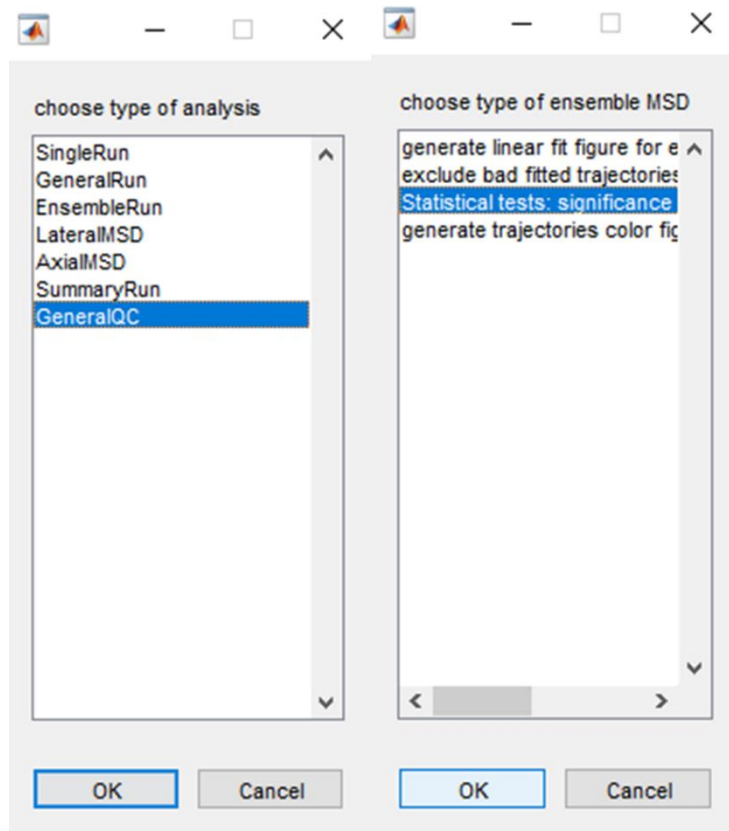 choose type of analysis
SingleRun
GeneralRun
EnsembleRun
LateralMSD
AxialMSD
SummaryRun
GeneralQC
OK
Cancel
choose type of ensemble MSD
generate linear fit figure for e
exclude bad fitted trajectories
Statistical tests: significance
generate trajectories color fig
OK
Cancel